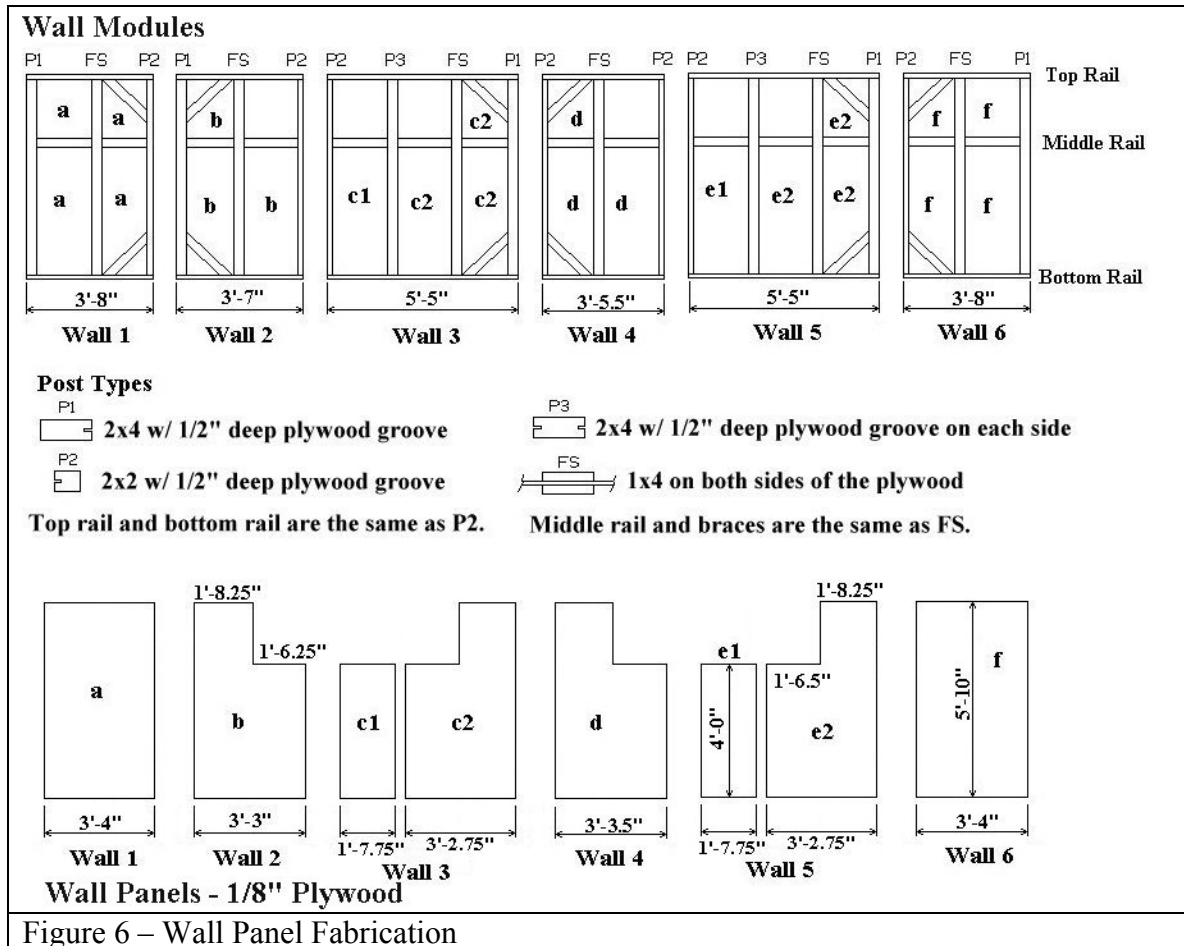 Wall Modules
P1 FS P2 P1 FS P2 P2 P3 FS P1 P2 FS P2 P2 P3 FS P1 P2 FS P1
Top Rail
a a b c2 d e2 f f
Middle Rail
a a b b c1 c2 c2 d d e1 e2 e2 f f
Bottom Rail
3'-8" 3'-7" 5'-5" 3'-5.5" 5'-5" 3'-8"
Wall 1 Wall 2 Wall 3 Wall 4 Wall 5 Wall 6
Post Types
P1 2x4 w/ 1/2" deep plywood groove
P3 2x4 w/ 1/2" deep plywood groove on each side
P2 2x2 w/ 1/2" deep plywood groove
FS 1x4 on both sides of the plywood
Top rail and bottom rail are the same as P2. Middle rail and braces are the same as FS.
1'-8.25" 1'-8.25"
1'-6.25" e1 1'-6.5"
a b c1 c2 d 4'-0" e2 5'-10" f
3'-4" 3'-3" 1'-7.75" 3'-2.75" 3'-3.5" 1'-7.75" 3'-2.75" 3'-4"
Wall 1 Wall 2 Wall 3 Wall 4 Wall 5 Wall 6
Wall Panels - 1/8" Plywood
Figure 6 – Wall Panel Fabrication